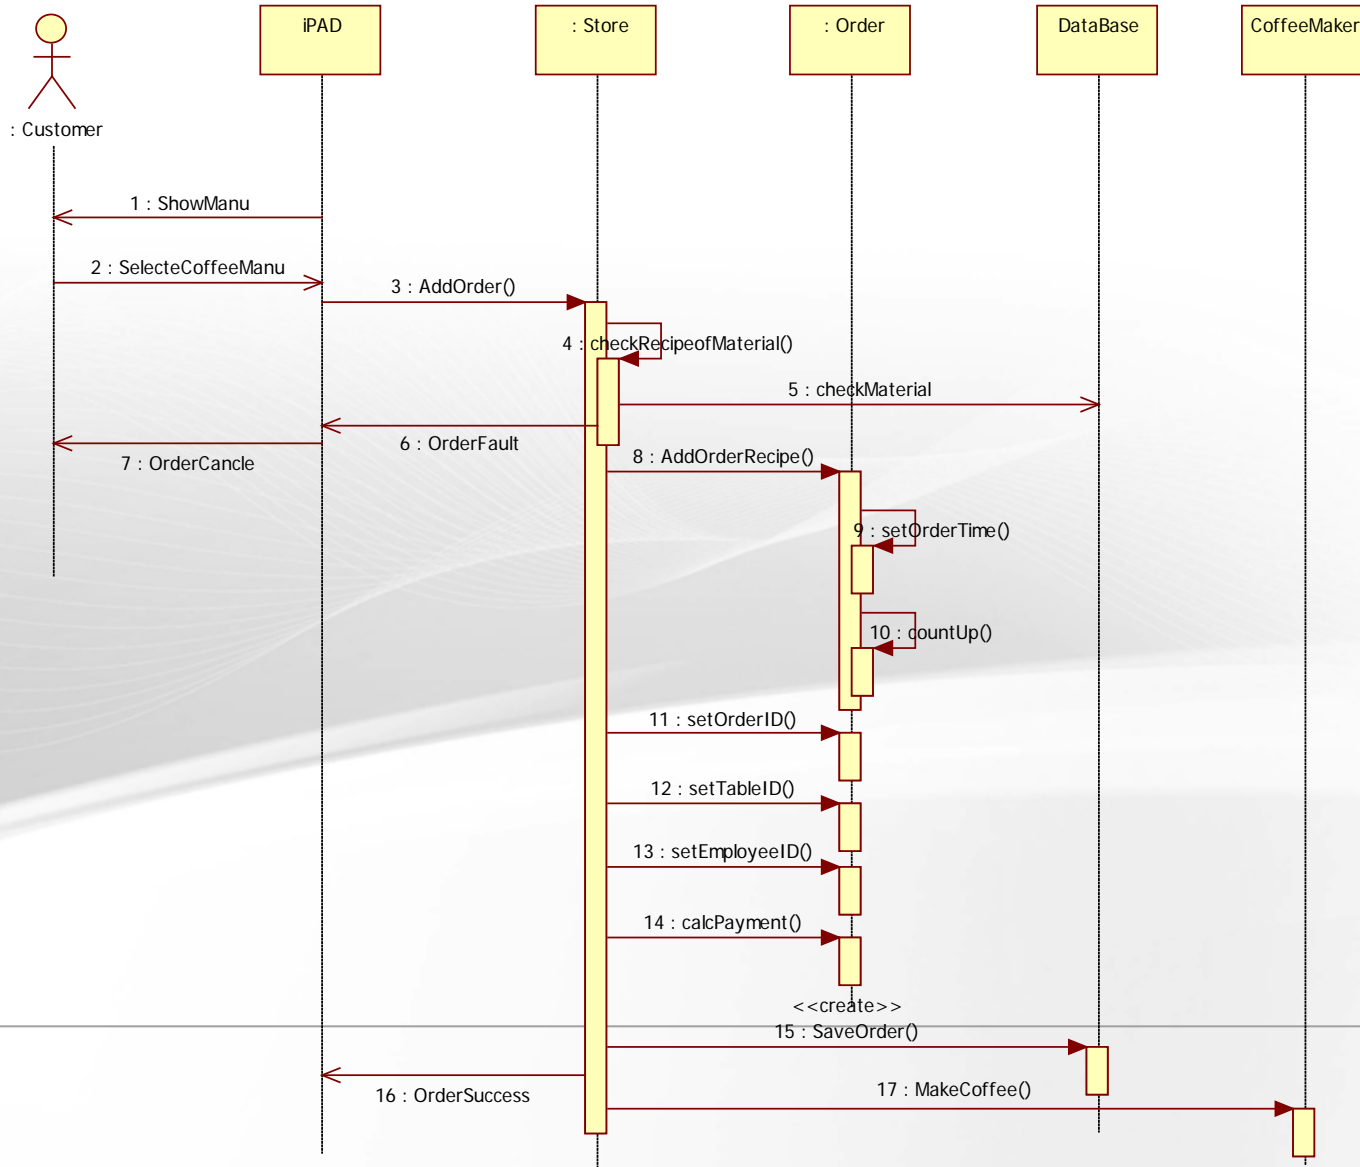 iPAD
: Store
: Order
DataBase
CoffeeMaker
: Customer
1 : ShowManu
2 : SelecteCoffeeManu
3 : AddOrder()
4 : checkRecipeofMaterial()
5 : checkMaterial
6 : OrderFault
7 : OrderCancle
8 : AddOrderRecipe()
9 : setOrderTime()
10 : countUp()
11 : setOrderID()
12 : setTableID()
13 : setEmployeeID()
14 : calcPayment()
<<create>>
15 : SaveOrder()
16 : OrderSuccess
17 : MakeCoffee()